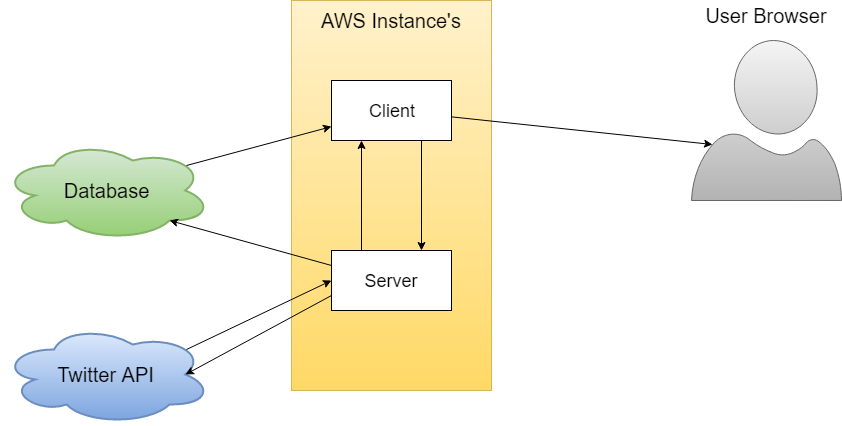 AWS Instance's
User Browser
Client
Database
Server
Twitter API